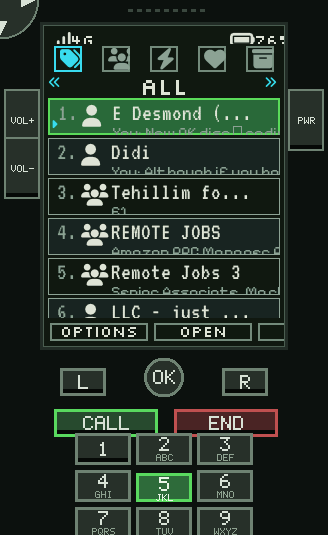 4G
ALL
«
»
1. E Desmond (...
2. Didi
You: Although if you
3. Tehillim fo...
61
4. REMOTE JOBS
5. Remote Jobs 3
6. LLC - just ...
OPTIONS OPEN
VOL+
VOL-
PWR
L OK R
CALL END
1 2 ABC 3 DEF
4 GHI 5 JKL 6 MNO
7 PQRS 8 TUV 9 WXYZ